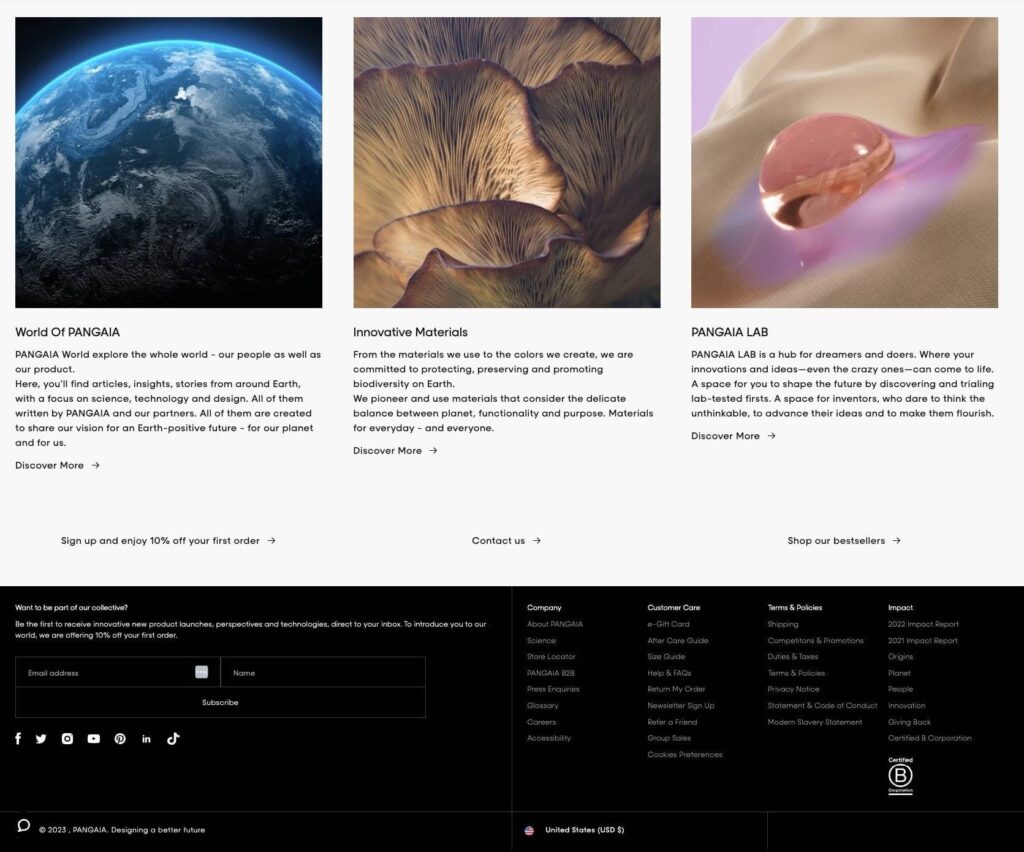 World Of PANGAIA
PANGAIA World explore the whole world - our people as well as
our product.
Here, you'll find articles, insights, stories from around Earth,
with a focus on science, technology and design. All of them
written by PANGAIA and our partners. All of them are created
to share our vision for an Earth-positive future - for our planet
and for us.
Discover More →
Innovative Materials
From the materials we use to the colors we create, we are
committed to protecting, preserving and promoting
biodiversity on Earth.
We pioneer and use materials that consider the delicate
balance between planet, functionality and purpose. Materials
for everyday - and everyone.
Discover More →
PANGAIA LAB
PANGAIA LAB is a hub for dreamers and doers. Where your
innovations and ideas—even the crazy ones—can come to life.
A space for you to shape the future by discovering and trialing
lab-tested firsts. A space for inventors, who dare to think the
unthinkable, to advance their ideas and to make them flourish.
Discover More →
Sign up and enjoy 10% off your first order →
Contact us →
Shop our bestsellers →
Want to be part of our collective?
Be the first to receive innovative new product launches, perspectives and technologies, direct to your inbox. To introduce you to our
world, we are offering 10% off your first order.
Email address
Name
Subscribe
Company
About PANGAIA
Science
Store Locator
PANGAIA B2B
Press Enquiries
Glossary
Careers
Accessibility
Customer Care
e-Gift Card
After Care Guide
Size Guide
Help & FAQs
Return My Order
Newsletter Sign Up
Refer a Friend
Group Sales
Cookies Preferences
Terms & Policies
Shipping
Competitons & Promotions
Duties & Taxes
Terms & Policies
Privacy Notice
Statement & Code of Conduct
Modern Slavery Statement
Impact
2022 Impact Report
2021 Impact Report
Origins
Planet
People
Innovation
Giving Back
Certified B Corporation
Certified
B
Corporation
© 2023 , PANGAIA. Designing a better future
United States (USD $)